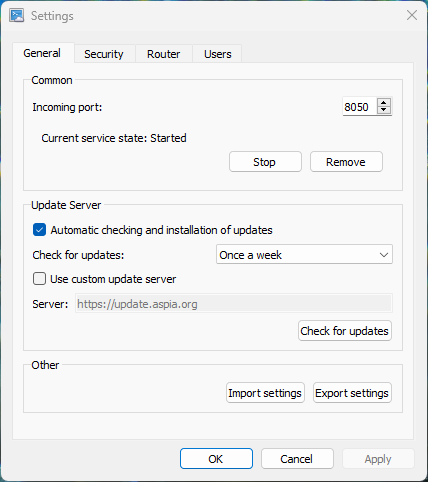 Settings
General Security Router Users
Common
Incoming port: 8050
Current service state: Started
Stop Remove
Update Server
Automatic checking and installation of updates
Check for updates: Once a week
Use custom update server
Server: https://update.aspia.org
Check for updates
Other
Import settings Export settings
OK Cancel Apply